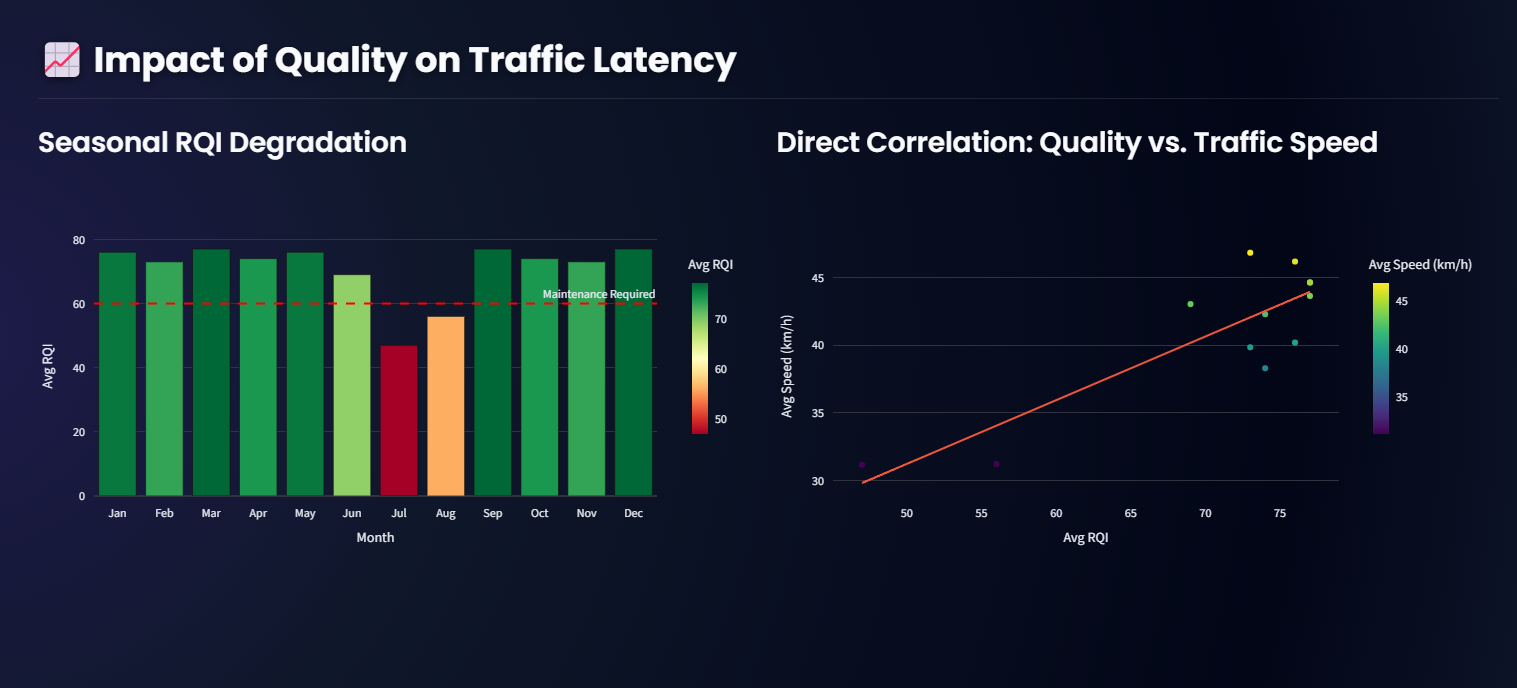 Impact of Quality on Traffic Latency
Seasonal RQI Degradation
80
60
40
20
0
Avg RQI
Maintenance Required
Jan Feb Mar Apr May Jun Jul Aug Sep Oct Nov Dec
Month
Avg RQI
70
60
50
Direct Correlation: Quality vs. Traffic Speed
45
40
35
30
Avg Speed (km/h)
50 55 60 65 70 75
Avg RQI
Avg Speed (km/h)
45
40
35